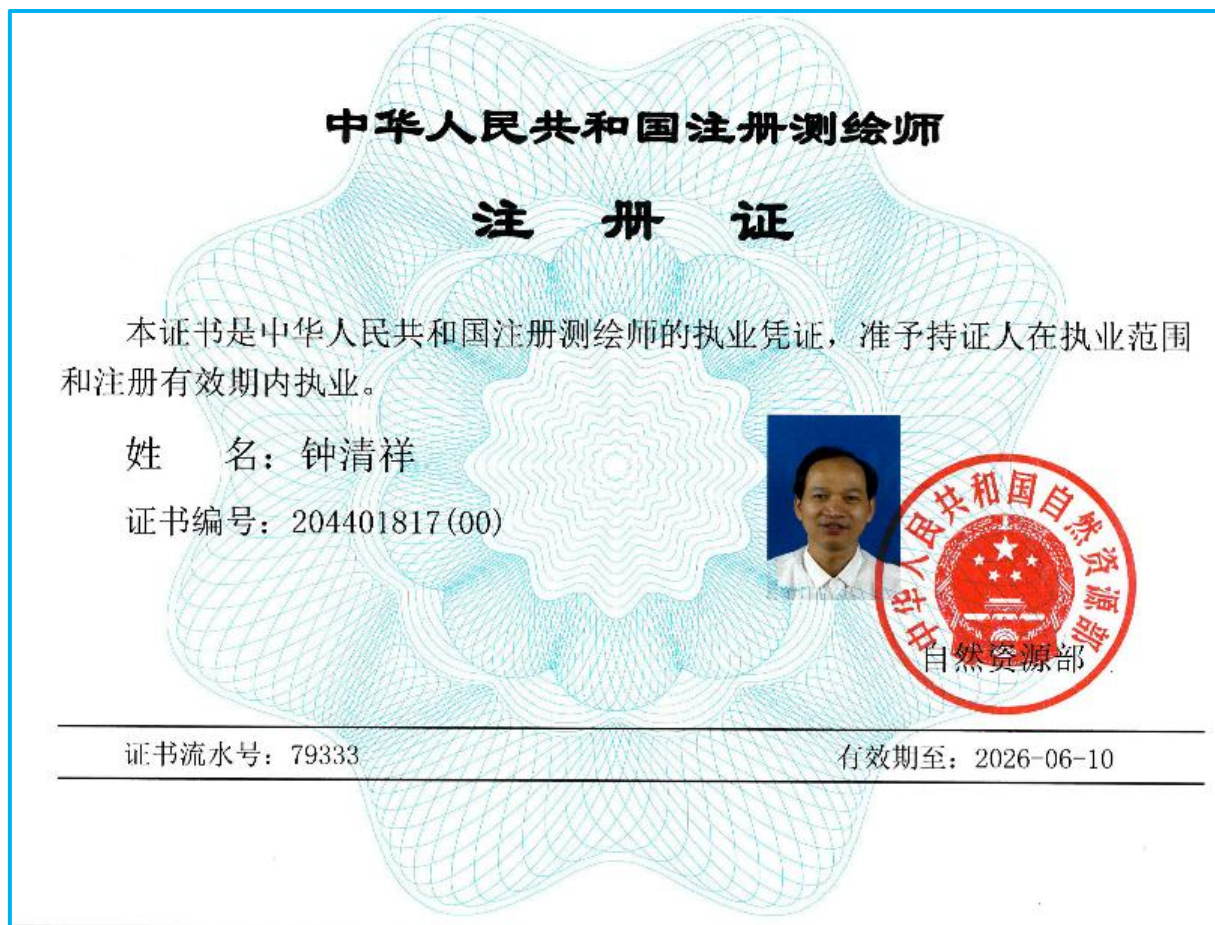 中华人民共和国注册测绘师
注册证
本证书是中华人民共和国注册测绘师的执业凭证，准予持证人在执业范围
和注册有效期内执业。
姓 名：钟清祥
证书编号：204401817(00)
中华人民共和国自然资源部
自然资源部
证书流水号：79333
有效期至：2026-06-10